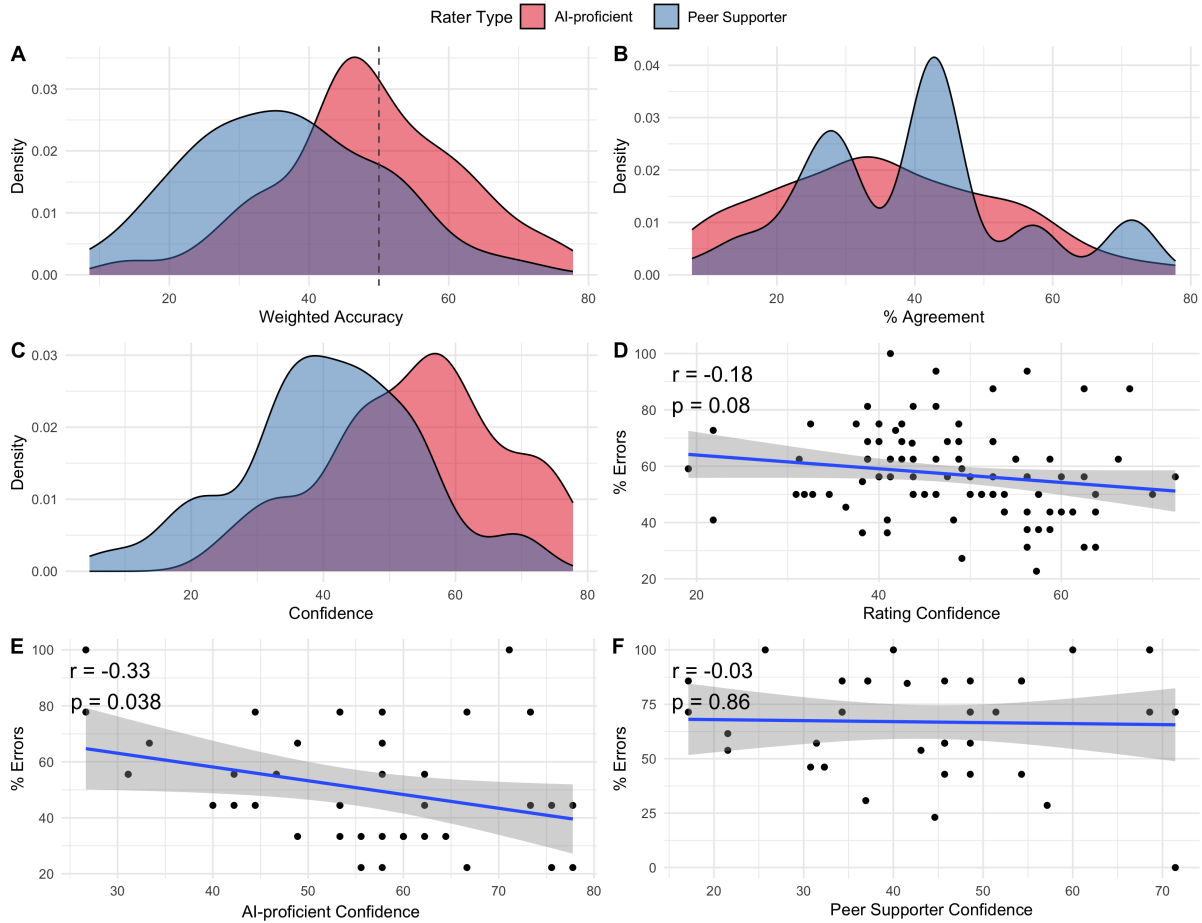 Rater Type AI-proficient Peer Supporter
A
B
Density
0.03
0.02
0.01
0.00
20 40 60 80
Weighted Accuracy
Density
0.04
0.03
0.02
0.01
0.00
20 40 60 80
% Agreement
C
D
Density
0.03
0.02
0.01
0.00
20 40 60 80
Confidence
% Errors
100
80
60
40
20
r = -0.18
p = 0.08
40 60
Rating Confidence
E
F
% Errors
100
80
60
40
20
r = -0.33
p = 0.038
30 40 50 60 70 80
AI-proficient Confidence
% Errors
100
75
50
25
0
r = -0.03
p = 0.86
20 30 40 50 60 70
Peer Supporter Confidence